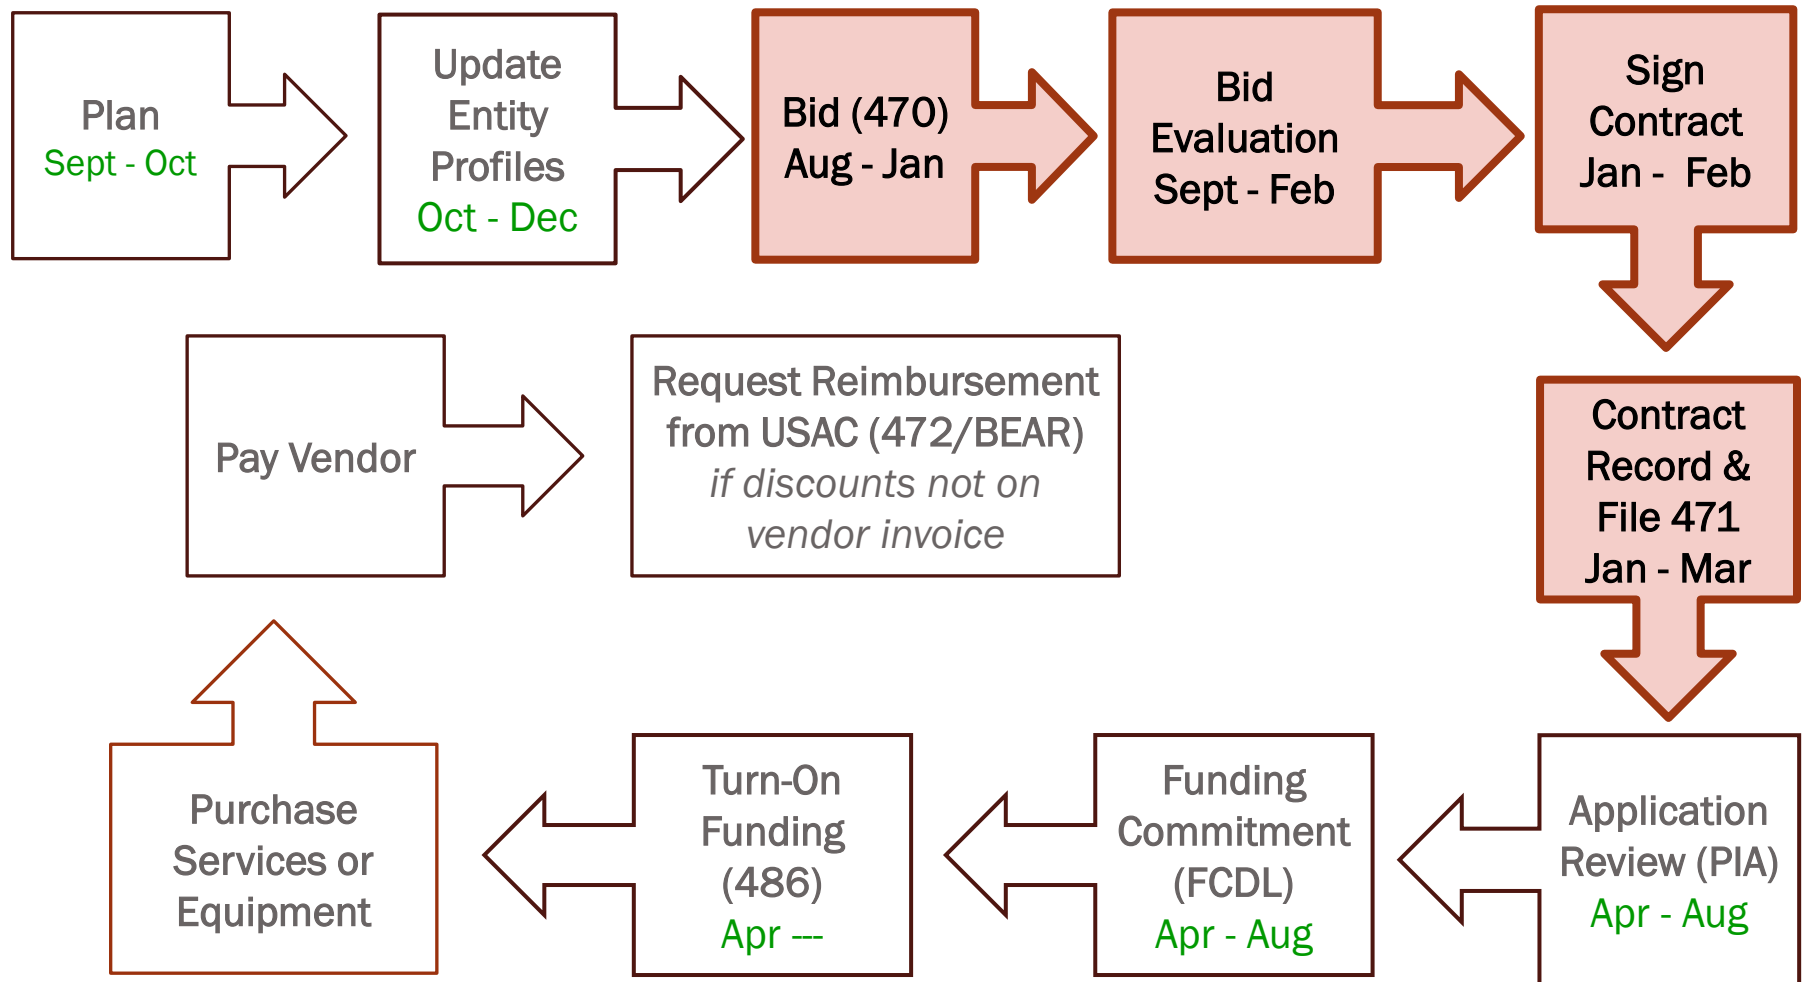 Plan
Sept - Oct
Update
Entity
Profiles
Oct - Dec
Bid (470)
Aug - Jan
Bid
Evaluation
Sept - Feb
Sign
Contract
Jan -  Feb
Contract
Record &
File 471
Jan - Mar
Application
Review (PIA)
Apr - Aug
Funding
Commitment
(FCDL)
Apr - Aug
Turn-On
Funding
(486)
Apr ---
Purchase
Services or
Equipment
Pay Vendor
Request Reimbursement
from USAC (472/BEAR)
if discounts not on
vendor invoice